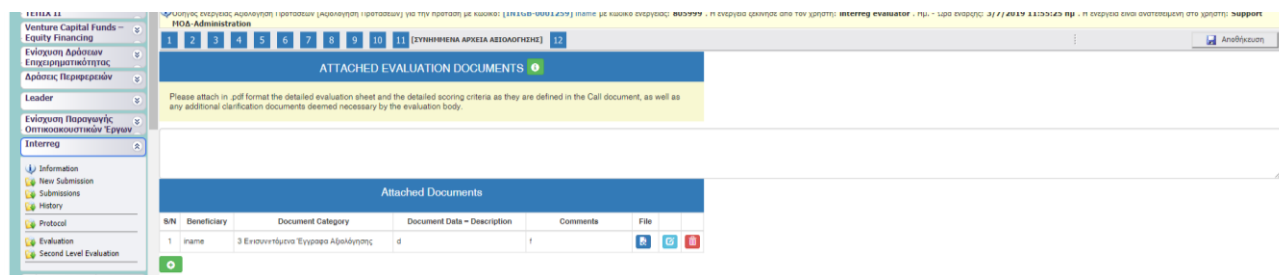 ΤΕΠΙΧ ΙΙ
Venture Capital Funds –
Equity Financing
Ενίσχυση Δράσεων
Επιχειρηματικότητας
Δράσεις Περιφερειών
Leader
Ενίσχυση Παραγωγής
Οπτικοακουστικών Έργων
Interreg
Information
New Submission
Submissions
History
Protocol
Evaluation
Second Level Evaluation
Οδηγός ενέργειας Αξιολόγηση Προτάσεων [Αξιολόγηση Προτάσεων] για την πρόταση με κωδικό: [INIGB-0001259] iname με κωδικό ενέργειας: 805999 . Η ενέργεια ξεκίνησε από τον χρήστη: interreg evaluator . Ημ. - Ώρα έναρξης: 3/7/2019 11:55:25 πμ . Η ενέργεια είναι ανατεθειμένη στο χρήστη: Support
ΜΟΔ-Administration
1 2 3 4 5 6 7 8 9 10 11 [ΣΥΝΗΜΜΕΝΑ ΑΡΧΕΙΑ ΑΞΙΟΛΟΓΗΣΗΣ] 12
Αποθήκευση
ATTACHED EVALUATION DOCUMENTS
Please attach in .pdf format the detailed evaluation sheet and the detailed scoring criteria as they are defined in the Call document, as well as
any additional clarification documents deemed necessary by the evaluation body.
Attached Documents
S/N Beneficiary Document Category Document Data – Description Comments File
1 iname 3 Ενισυνντόμενα Έγγραφα Αξιολόγησης d f